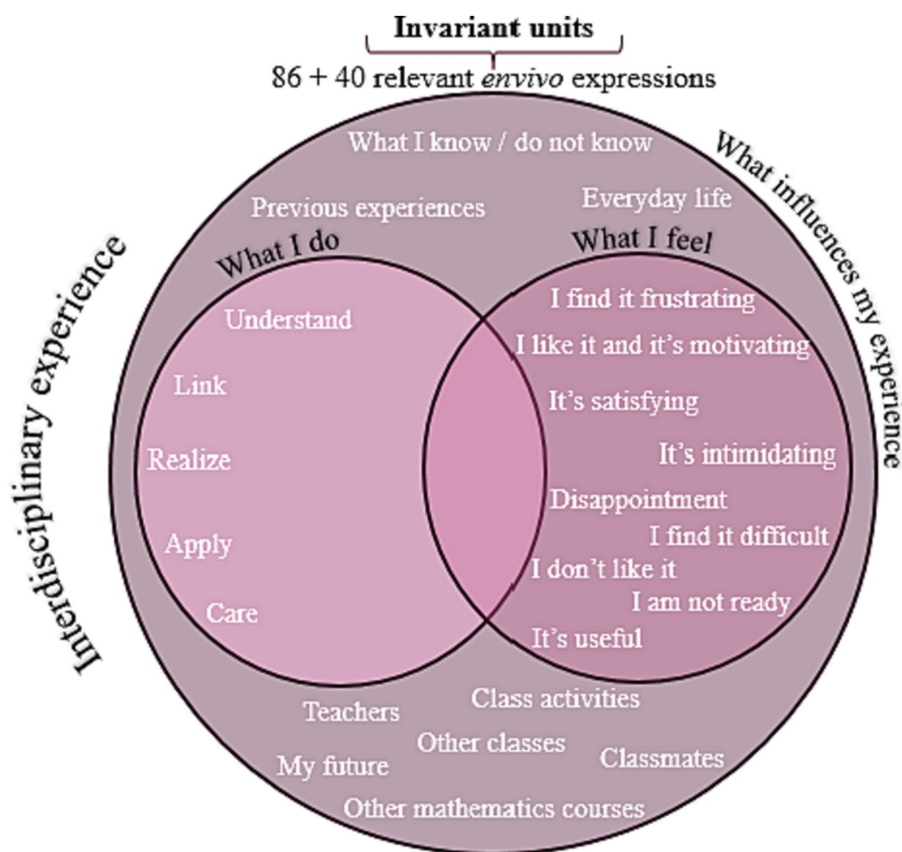 Invariant units
86 + 40 relevant envivo expressions
What I know / do not know
What influences my experience
Previous experiences
Everyday life
What I do
What I feel
Interdisciplinary experience
Understand
Link
Realize
Apply
Care
I find it frustrating
I like it and it's motivating
It's satisfying
It's intimidating
Disappointment
I find it difficult
I don't like it
I am not ready
It's useful
Teachers
Class activities
My future
Other classes
Classmates
Other mathematics courses